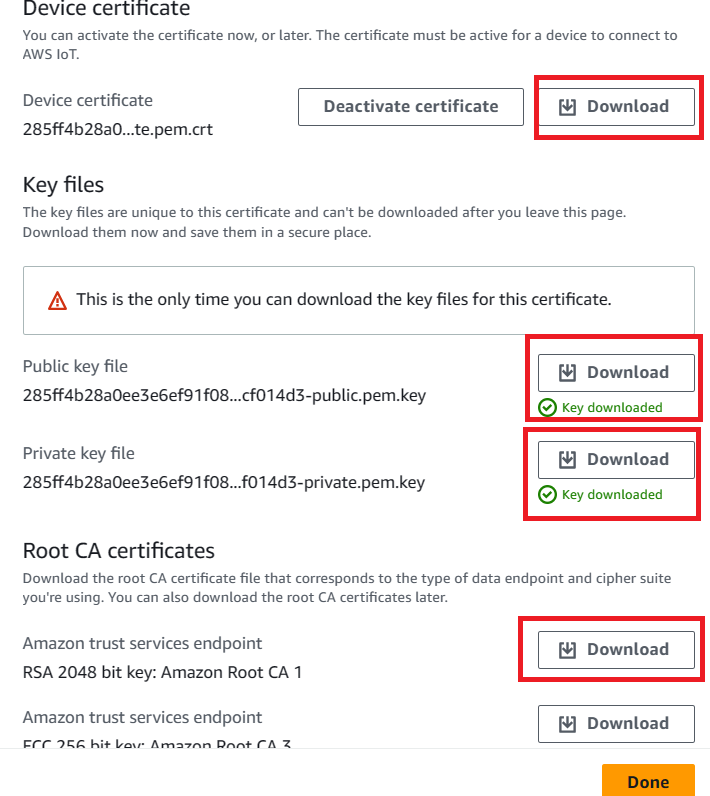 Device certificate
You can activate the certificate now, or later. The certificate must be active for a device to connect to
AWS IoT.
Device certificate
285ff4b28a0...te.pem.crt
Deactivate certificate
Download
Key files
The key files are unique to this certificate and can't be downloaded after you leave this page.
Download them now and save them in a secure place.
This is the only time you can download the key files for this certificate.
Public key file
285ff4b28a0ee3e6ef91f08...cf014d3-public.pem.key
Download
Key downloaded
Private key file
285ff4b28a0ee3e6ef91f08...f014d3-private.pem.key
Download
Key downloaded
Root CA certificates
Download the root CA certificate file that corresponds to the type of data endpoint and cipher suite
you're using. You can also download the root CA certificates later.
Amazon trust services endpoint
RSA 2048 bit key: Amazon Root CA 1
Download
Amazon trust services endpoint
ECC 256 bit key: Amazon Root CA 3
Download
Done